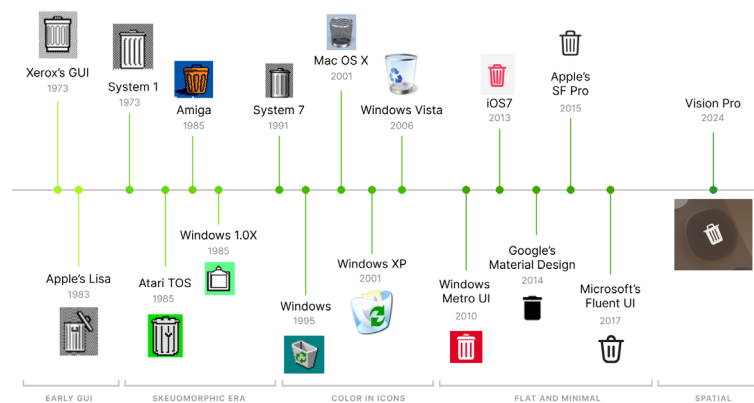 Xerox's GUI
1973
System 1
1973
Amiga
1985
System 7
1991
Mac OS X
2001
Windows Vista
2006
iOS7
2013
Apple's
SF Pro
2015
Vision Pro
2024
Apple's Lisa
1983
Atari TOS
1985
Windows 1.0X
1985
Windows
1995
Windows XP
2001
Windows
Metro UI
2010
Google's
Material Design
2014
Microsoft's
Fluent UI
2017
EARLY GUI
SKEUOMORPHIC ERA
COLOR IN ICONS
FLAT AND MINIMAL
SPATIAL